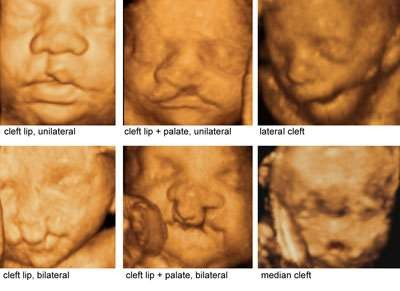 cleft lip, unilateral
cleft lip + palate, unilateral
lateral cleft
cleft lip, bilateral
cleft lip + palate, bilateral
median cleft